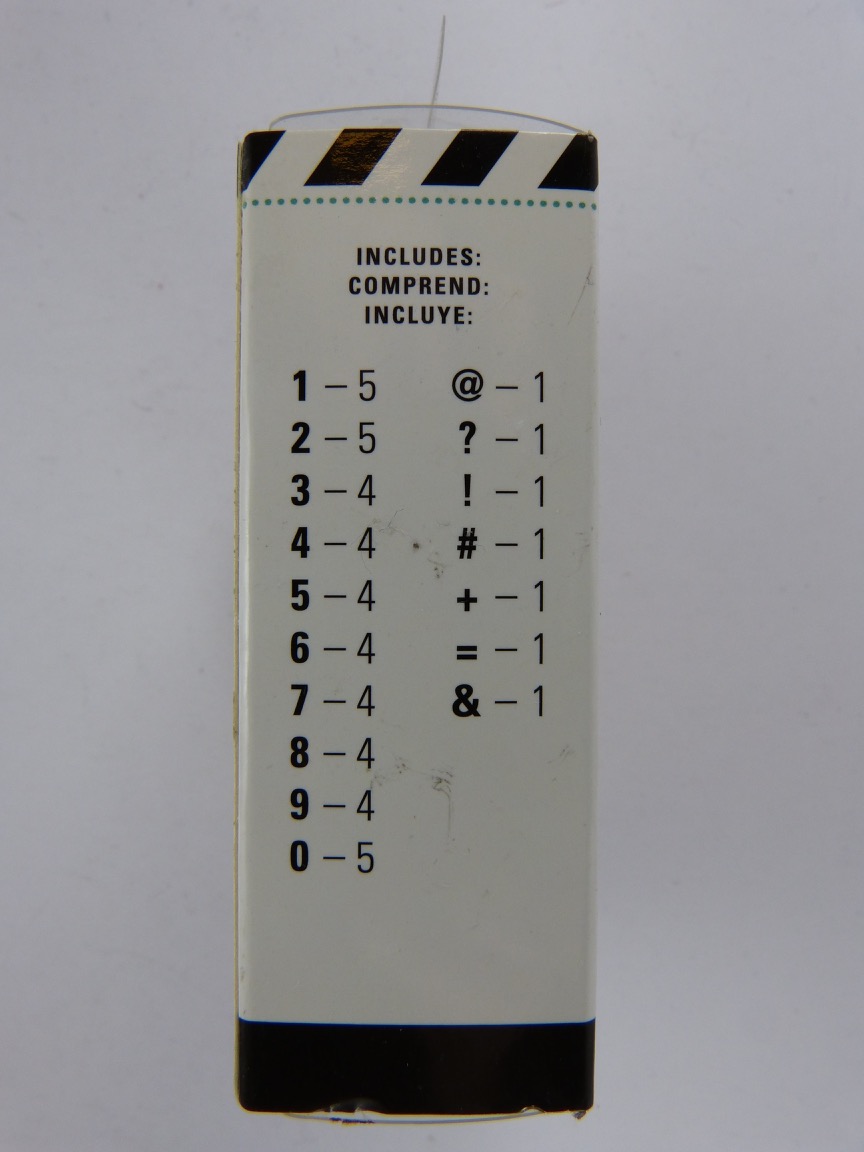 INCLUDES:
COMPREND:
INCLUYE:
1 – 5 @ – 1
2 – 5 ? – 1
3 – 4 ! – 1
4 – 4 # – 1
5 – 4 + – 1
6 – 4 = – 1
7 – 4 & – 1
8 – 4
9 – 4
0 – 5